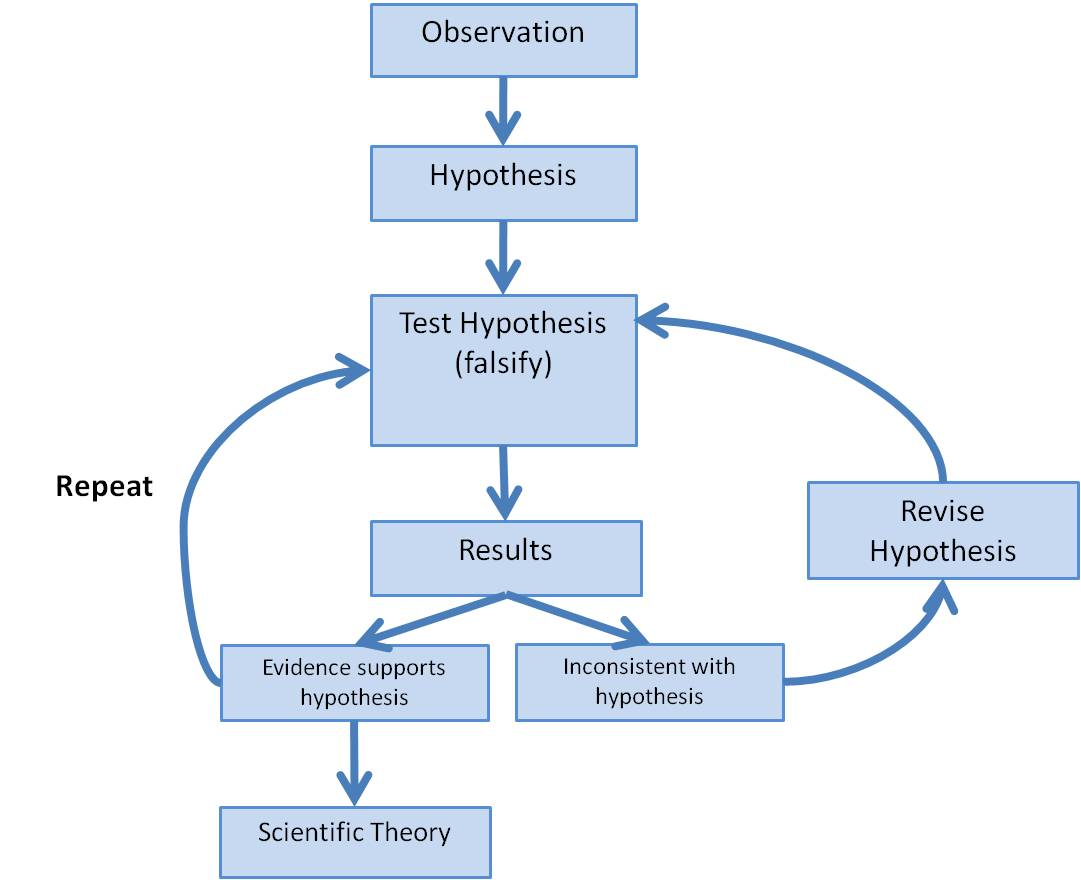 Observation
Hypothesis
Test Hypothesis
(falsify)
Repeat
Revise
Hypothesis
Results
Evidence supports
hypothesis
Inconsistent with
hypothesis
Scientific Theory